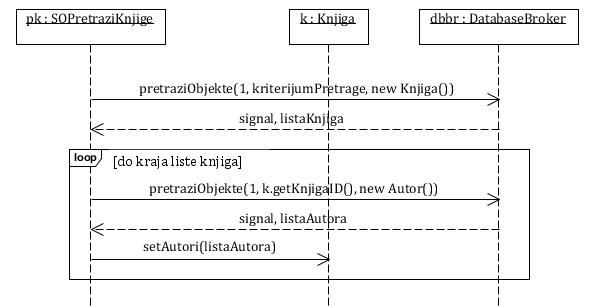 pk : SOPretraziKnjige
k : Knjiga
dbbr : DatabaseBroker
pretraziObjekte(1, kriterijumPretrage, new Knjiga())
signal, listaKnjiga
loop
[do kraja liste knjiga]
pretraziObjekte(1, k.getKnjigaID(), new Autor())
signal, listaAutora
setAutori(listaAutora)